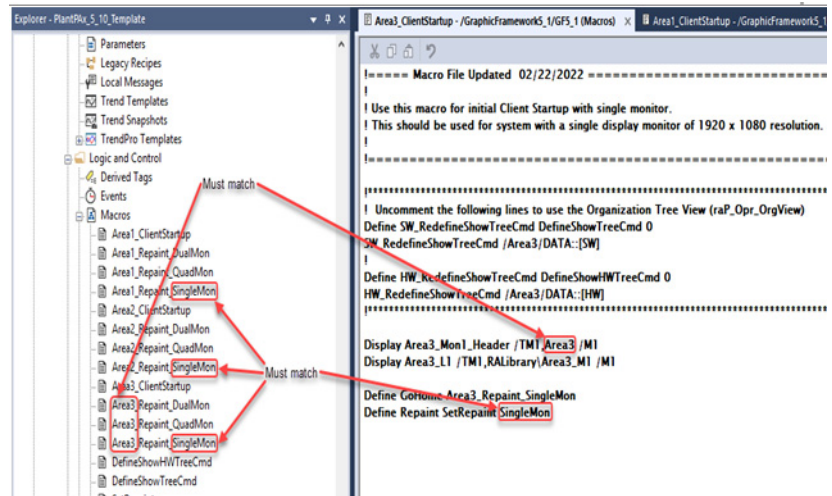 Explorer - PlantPAx_5_10_Template
Parameters
Legacy Recipes
Local Messages
Trend Templates
Trend Snapshots
TrendPro Templates
Logic and Control
Derived Tags
Events
Macros
Area1_ClientStartup
Area1_Repaint_DualMon
Area1_Repaint_QuadMon
Area1_Repaint_SingleMon
Area2_ClientStartup
Area2_Repaint_DualMon
Area2_Repaint_QuadMon
Area2_Repaint_SingleMon
Area3_ClientStartup
Area3_Repaint_DualMon
Area3_Repaint_QuadMon
Area3_Repaint_SingleMon
DefineShowHWTreeCmd
DefineShowTreeCmd
Must match
Must match
Area3_ClientStartup - /GraphicFramework5_1/GF5_1 (Macros) X
Area1_ClientStartup - /GraphicFramework5_1
!===== Macro File Updated 02/22/2022 ==============================
!
! Use this macro for initial Client Startup with single monitor.
! This should be used for system with a single display monitor of 1920 x 1080 resolution.
!
! Uncomment the following lines to use the Organization Tree View (raP_Opr_OrgView)
Define SW_RedefineShowTreeCmd DefineShowTreeCmd 0
SW_RedefineShowTreeCmd /Area3/DATA::[SW]
!
Define HW_RedefineShowTreeCmd DefineShowHWTreeCmd 0
HW_RedefineShowTreeCmd /Area3/DATA::[HW]
Display Area3_Mon1_Header /TM1,Area3 /M1
Display Area3_L1 /TM1,RALibrary\Area3_M1 /M1
Define GoHome Area3_Repaint_SingleMon
Define Repaint SetRepaint SingleMon